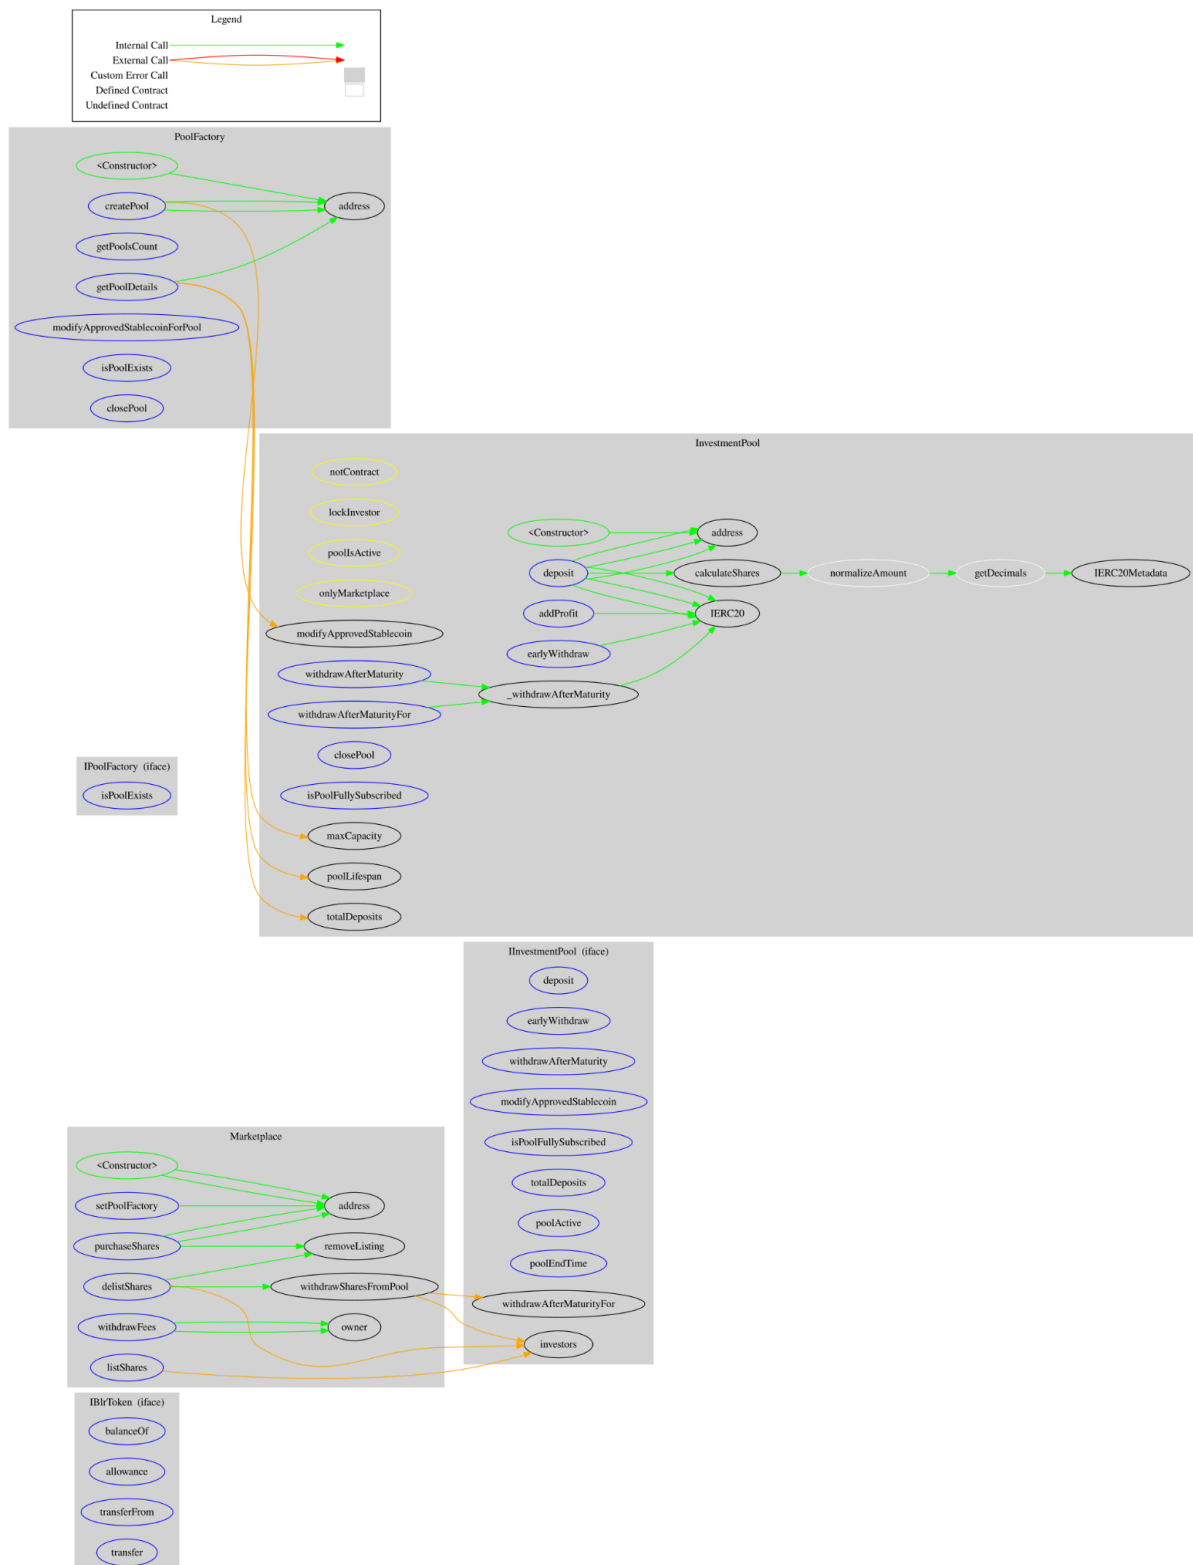 Legend
Internal Call
External Call
Custom Error Call
Defined Contract
Undefined Contract
PoolFactory
<Constructor>
createPool
address
getPoolsCount
getPoolDetails
modifyApprovedStablecoinForPool
isPoolExists
closePool
InvestmentPool
notContract
lockInvestor
poolIsActive
onlyMarketplace
modifyApprovedStablecoin
withdrawAfterMaturity
withdrawAfterMaturityFor
closePool
isPoolFullySubscribed
maxCapacity
poolLifespan
totalDeposits
<Constructor>
deposit
addProfit
earlyWithdraw
_withdrawAfterMaturity
address
calculateShares
IERC20
normalizeAmount
getDecimals
IERC20Metadata
IPoolFactory (iface)
isPoolExists
IInvestmentPool (iface)
deposit
earlyWithdraw
withdrawAfterMaturity
modifyApprovedStablecoin
isPoolFullySubscribed
totalDeposits
poolActive
poolEndTime
withdrawAfterMaturityFor
investors
Marketplace
<Constructor>
setPoolFactory
purchaseShares
delistShares
withdrawFees
listShares
address
removeListing
withdrawSharesFromPool
owner
IBlrToken (iface)
balanceOf
allowance
transferFrom
transfer